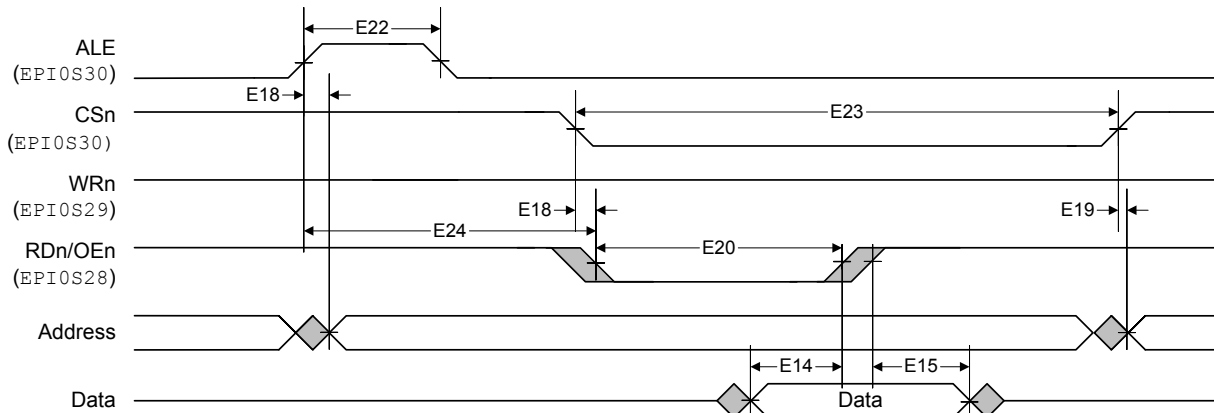 E22
ALE
(EPI0S30)
E18
CSn
E23
(EPI0S30)
WRn
(EPI0S29)
E18
E19
E24
RDn/OEn
E20
(EPI0S28)
Address
E14
E15
Data
Data